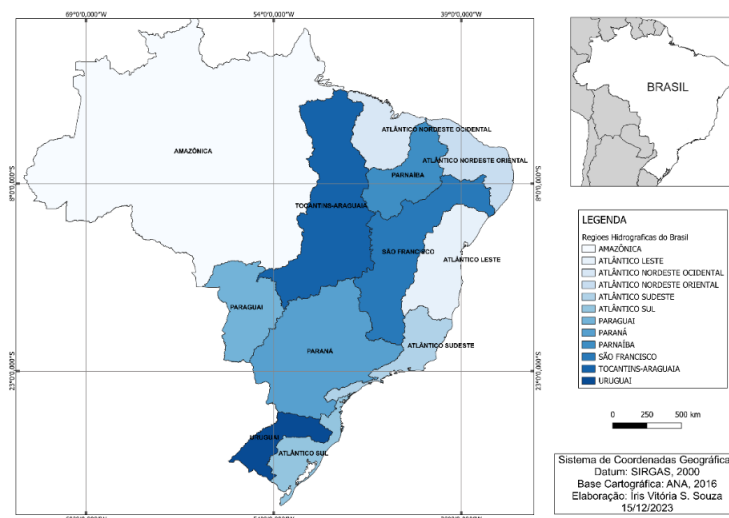 69°0'0,000"W
54°0'0,000"W
39°0'0,000"W
BRASIL
ATLÂNTICO NORDESTE OCIDENTAL
AMAZÔNICA
ATLÂNTICO NORDESTE ORIENTAL
PARNAÍBA
8°0'0,000"S
8°0'0,000"S
TOCANTINS-ARAGUAIA
SÃO FRANCISCO
ATLÂNTICO LESTE
PARAGUAI
ATLÂNTICO SUDESTE
PARANÁ
23°0'0,000"S
23°0'0,000"S
URUGUAI
ATLÂNTICO SUL
54°0'0,000"W
LEGENDA
Regioes Hidrograficas do Brasil
AMAZÔNICA
ATLÂNTICO LESTE
ATLÂNTICO NORDESTE OCIDENTAL
ATLÂNTICO NORDESTE ORIENTAL
ATLÂNTICO SUDESTE
ATLÂNTICO SUL
PARAGUAI
PARANÁ
PARNAÍBA
SÃO FRANCISCO
TOCANTINS-ARAGUAIA
URUGUAI
0 250 500 km
Sistema de Coordenadas Geográfica
Datum: SIRGAS, 2000
Base Cartográfica: ANA, 2016
Elaboração: Íris Vitória S. Souza
15/12/2023